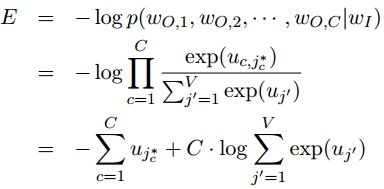 E = − log p(w_{O,1}, w_{O,2}, ⋯ , w_{O,C}|w_I)
= − log ∏_{c=1}^{C} exp(u_{c,j_c^*}) / ∑_{j'=1}^{V} exp(u_{j'})
= − ∑_{c=1}^{C} u_{j_c^*} + C · log ∑_{j'=1}^{V} exp(u_{j'})